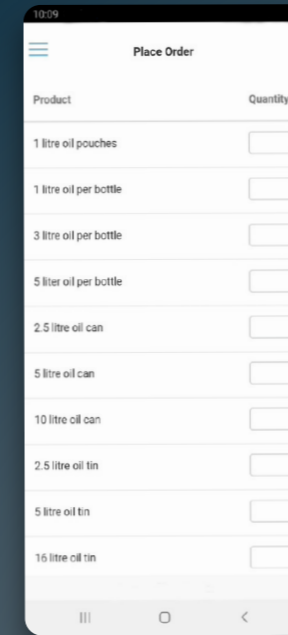 10:09
Place Order
Product Quantity
1 litre oil pouches
1 litre oil per bottle
3 litre oil per bottle
5 liter oil per bottle
2.5 litre oil can
5 litre oil can
10 litre oil can
2.5 litre oil tin
5 litre oil tin
16 litre oil tin